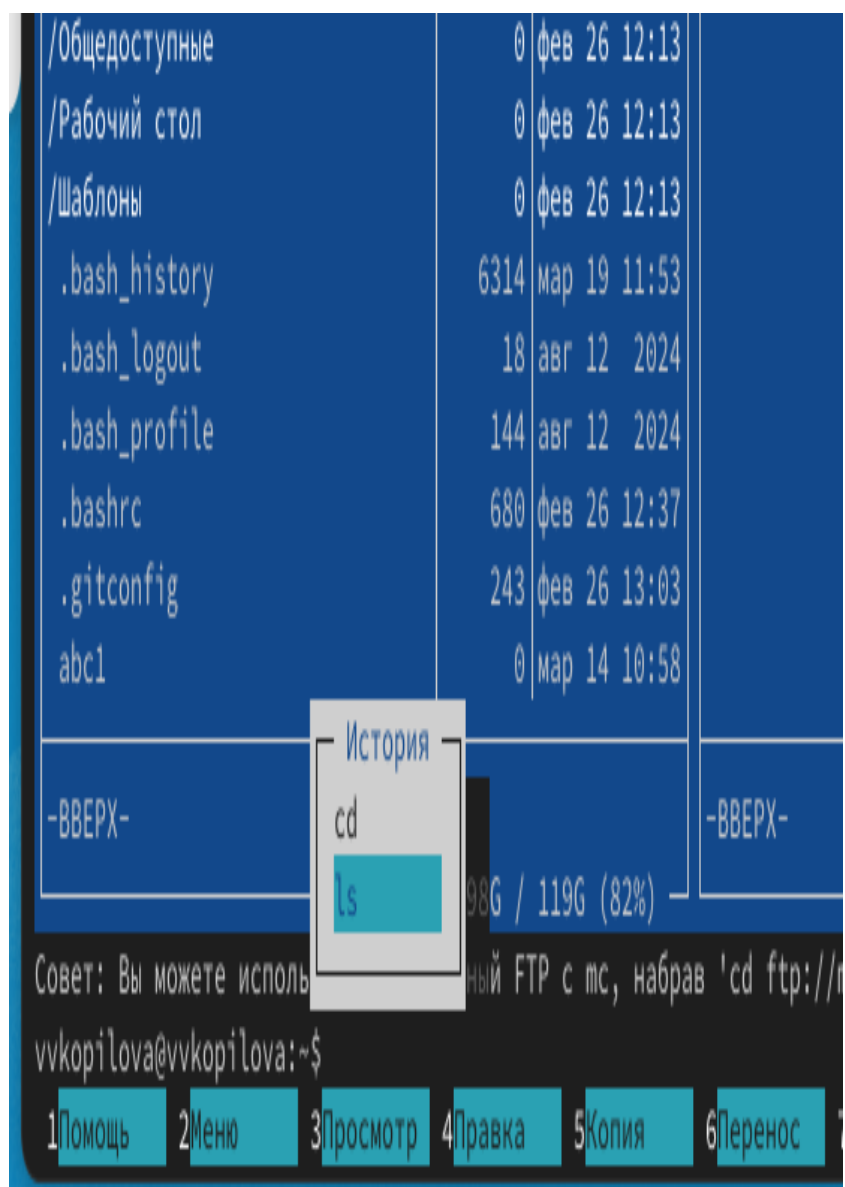 /Общедоступные 0 фев 26 12:13
/Рабочий стол 0 фев 26 12:13
/Шаблоны 0 фев 26 12:13
.bash_history 6314 мар 19 11:53
.bash_logout 18 авг 12 2024
.bash_profile 144 авг 12 2024
.bashrc 680 фев 26 12:37
.gitconfig 243 фев 26 13:03
abc1 0 мар 14 10:58
История
-ВВЕРХ- cd -ВВЕРХ-
ls 98G / 119G (82%)
Совет: Вы можете исполь ный FTP с mc, набрав 'cd ftp://m
vvkopilova@vvkopilova:~$
1Помощь 2Меню 3Просмотр 4Правка 5Копия 6Перенос 7